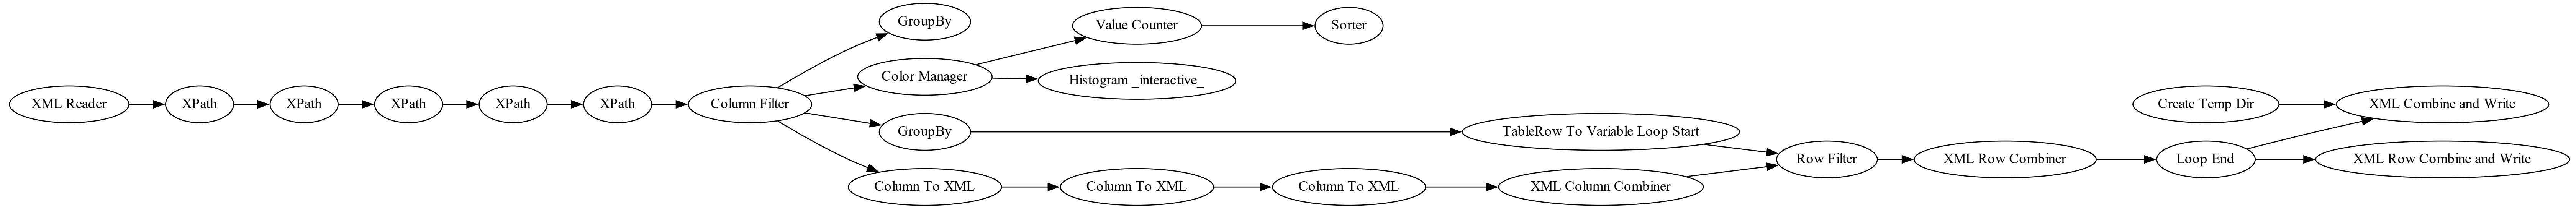 XML Reader
XPath
XPath
XPath
XPath
XPath
Column Filter
GroupBy
Color Manager
Value Counter
Sorter
Histogram _interactive_
GroupBy
TableRow To Variable Loop Start
Column To XML
Column To XML
Column To XML
XML Column Combiner
Row Filter
XML Row Combiner
Loop End
Create Temp Dir
XML Combine and Write
XML Row Combine and Write